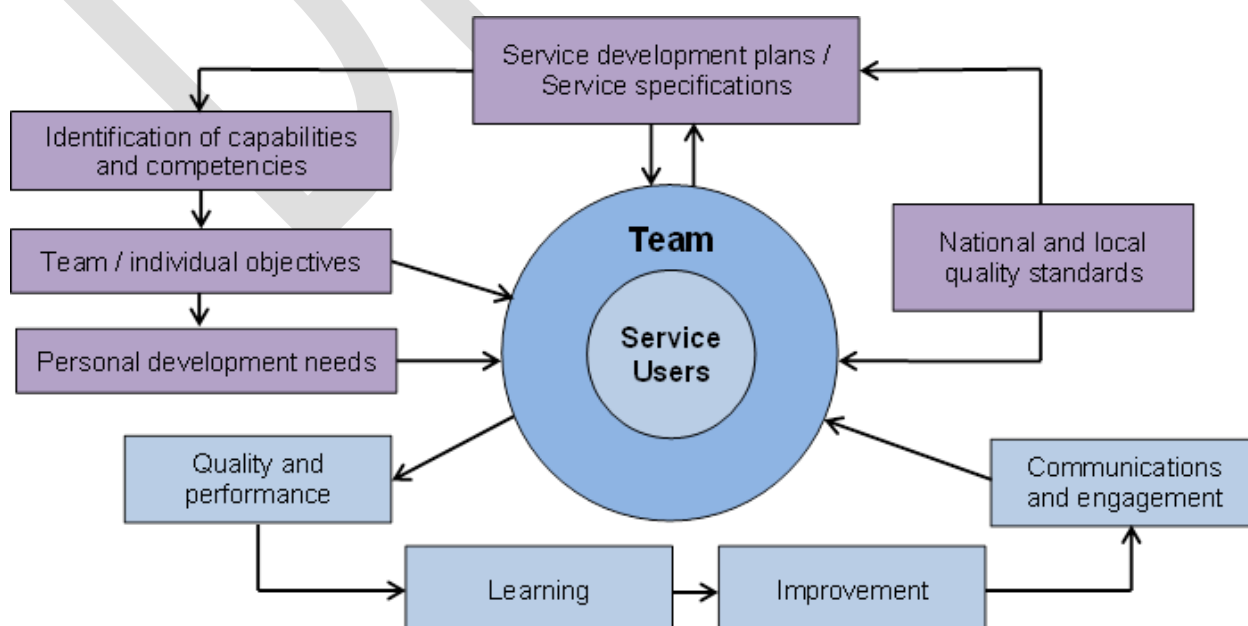 Service development plans /
Service specifications
Identification of capabilities
and competencies
Team / individual objectives
Personal development needs
Team
Service
Users
National and local
quality standards
Quality and
performance
Learning
Improvement
Communications
and engagement